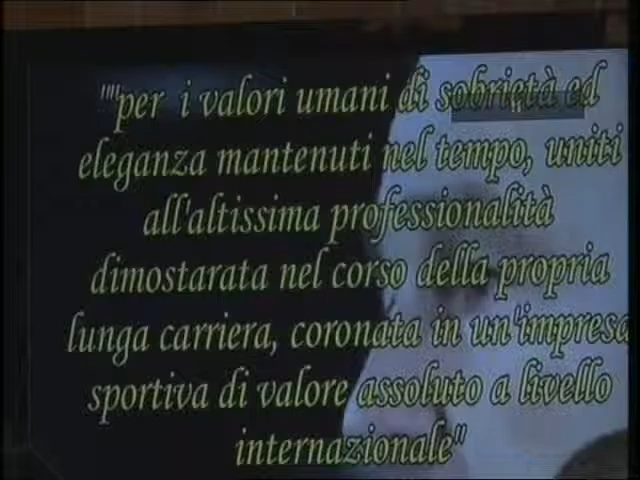 ""per i valori umani di sobrietà ed
eleganza mantenuti nel tempo, uniti
all'altissima professionalità
dimostarata nel corso della propria
lunga carriera, coronata in un'impresa
sportiva di valore assoluto a livello
internazionale"